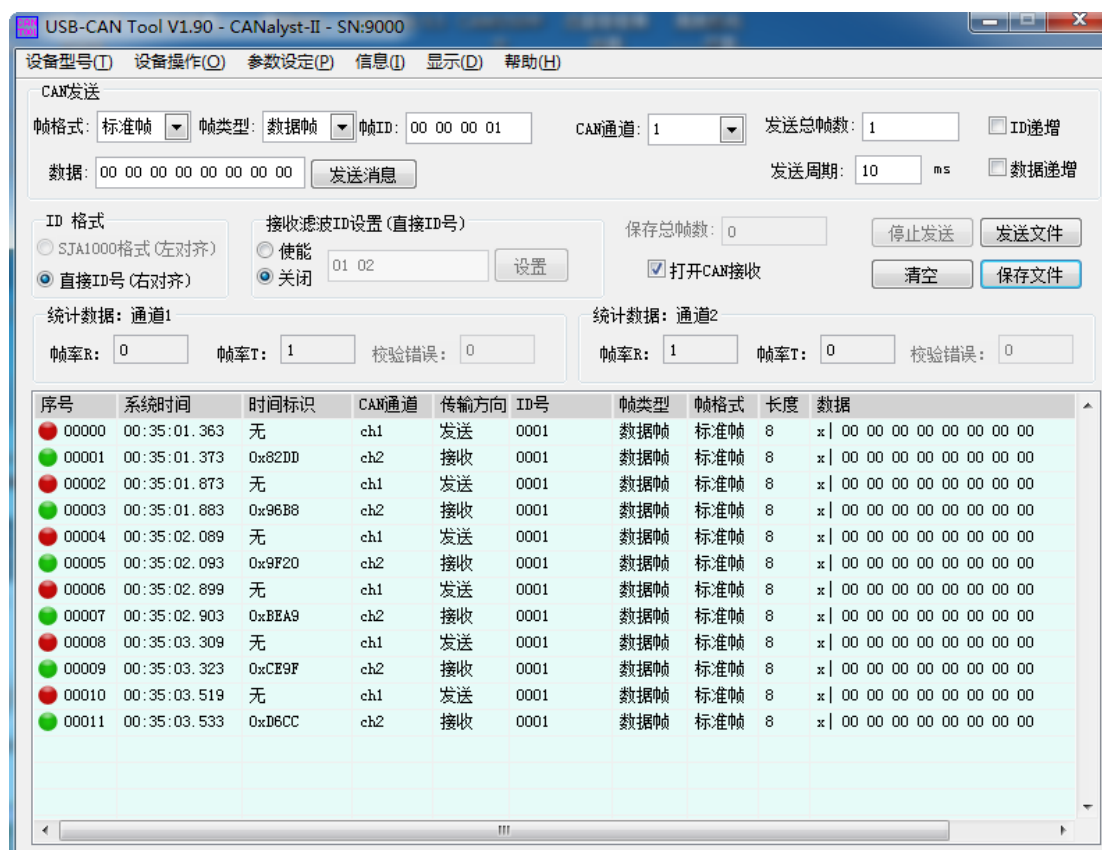 USB-CAN Tool V1.90 - CANalyst-II - SN:9000
设备型号(T) 设备操作(O) 参数设定(P) 信息(I) 显示(D) 帮助(H)
CAN发送
帧格式: 标准帧 帧类型: 数据帧 帧ID: 00 00 00 01 CAN通道: 1 发送总帧数: 1 ID递增
数据: 00 00 00 00 00 00 00 00 发送消息 发送周期: 10 ms 数据递增
ID 格式 接收滤波ID设置(直接ID号) 保存总帧数: 0 停止发送 发送文件
SJA1000格式(左对齐) 使能 01 02 设置
直接ID号(右对齐) 关闭 打开CAN接收 清空 保存文件
统计数据: 通道1 统计数据: 通道2
帧率R: 0 帧率T: 1 校验错误: 0 帧率R: 1 帧率T: 0 校验错误: 0
序号 系统时间 时间标识 CAN通道 传输方向 ID号 帧类型 帧格式 长度 数据
00000 00:35:01.363 无 ch1 发送 0001 数据帧 标准帧 8 x| 00 00 00 00 00 00 00 00
00001 00:35:01.373 0x82DD ch2 接收 0001 数据帧 标准帧 8 x| 00 00 00 00 00 00 00 00
00002 00:35:01.873 无 ch1 发送 0001 数据帧 标准帧 8 x| 00 00 00 00 00 00 00 00
00003 00:35:01.883 0x96B8 ch2 接收 0001 数据帧 标准帧 8 x| 00 00 00 00 00 00 00 00
00004 00:35:02.089 无 ch1 发送 0001 数据帧 标准帧 8 x| 00 00 00 00 00 00 00 00
00005 00:35:02.093 0x9F20 ch2 接收 0001 数据帧 标准帧 8 x| 00 00 00 00 00 00 00 00
00006 00:35:02.899 无 ch1 发送 0001 数据帧 标准帧 8 x| 00 00 00 00 00 00 00 00
00007 00:35:02.903 0xBEA9 ch2 接收 0001 数据帧 标准帧 8 x| 00 00 00 00 00 00 00 00
00008 00:35:03.309 无 ch1 发送 0001 数据帧 标准帧 8 x| 00 00 00 00 00 00 00 00
00009 00:35:03.323 0xCE9F ch2 接收 0001 数据帧 标准帧 8 x| 00 00 00 00 00 00 00 00
00010 00:35:03.519 无 ch1 发送 0001 数据帧 标准帧 8 x| 00 00 00 00 00 00 00 00
00011 00:35:03.533 0xD6CC ch2 接收 0001 数据帧 标准帧 8 x| 00 00 00 00 00 00 00 00